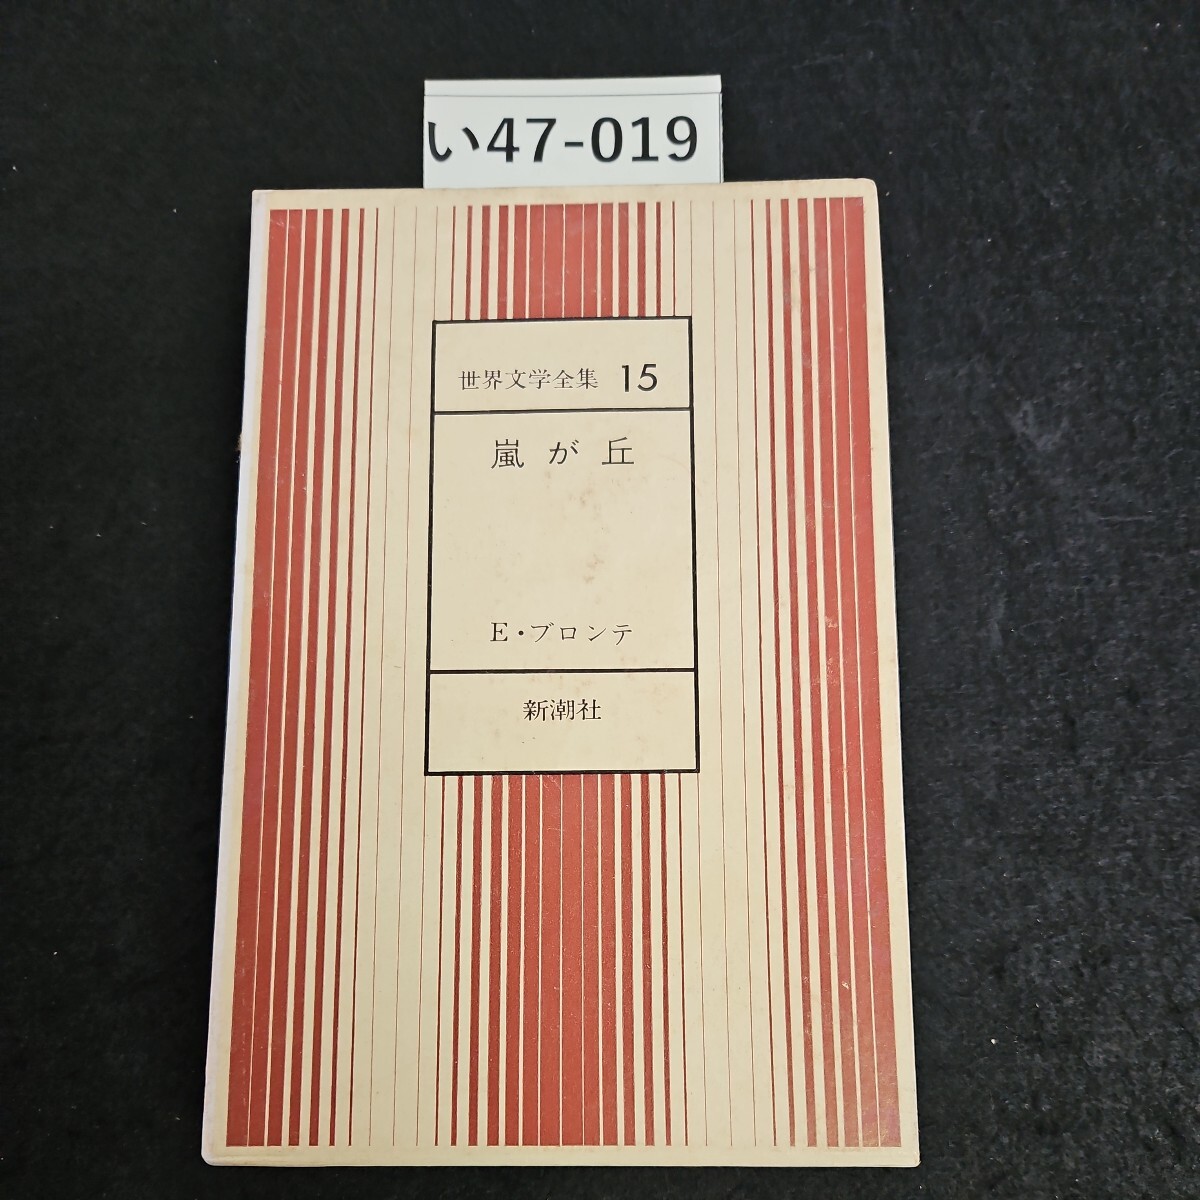 い47-019
世界文学全集 15
嵐が丘
E・ブロンテ
新潮社